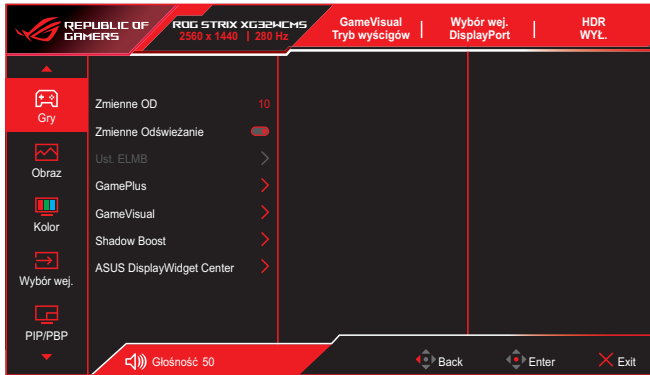 REPUBLIC OF
GAMERS
ROG STRIX XG32WCMS
2560 x 1440 | 280 Hz
GameVisual
Tryb wyścigów
Wybór wej.
DisplayPort
HDR
WYŁ.
Gry
Obraz
Kolor
Wybór wej.
PIP/PBP
Zmienne OD 10
Zmienne Odświeżanie
Ust. ELMB
GamePlus
GameVisual
Shadow Boost
ASUS DisplayWidget Center
Głośność 50
Back
Enter
Exit